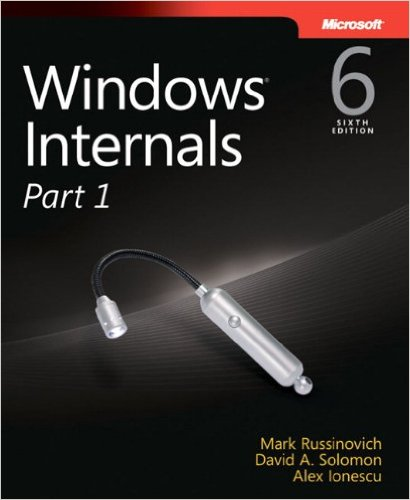 Microsoft
Windows®
Internals
Part 1
6
SIXTH
EDITION
Mark Russinovich
David A. Solomon
Alex Ionescu